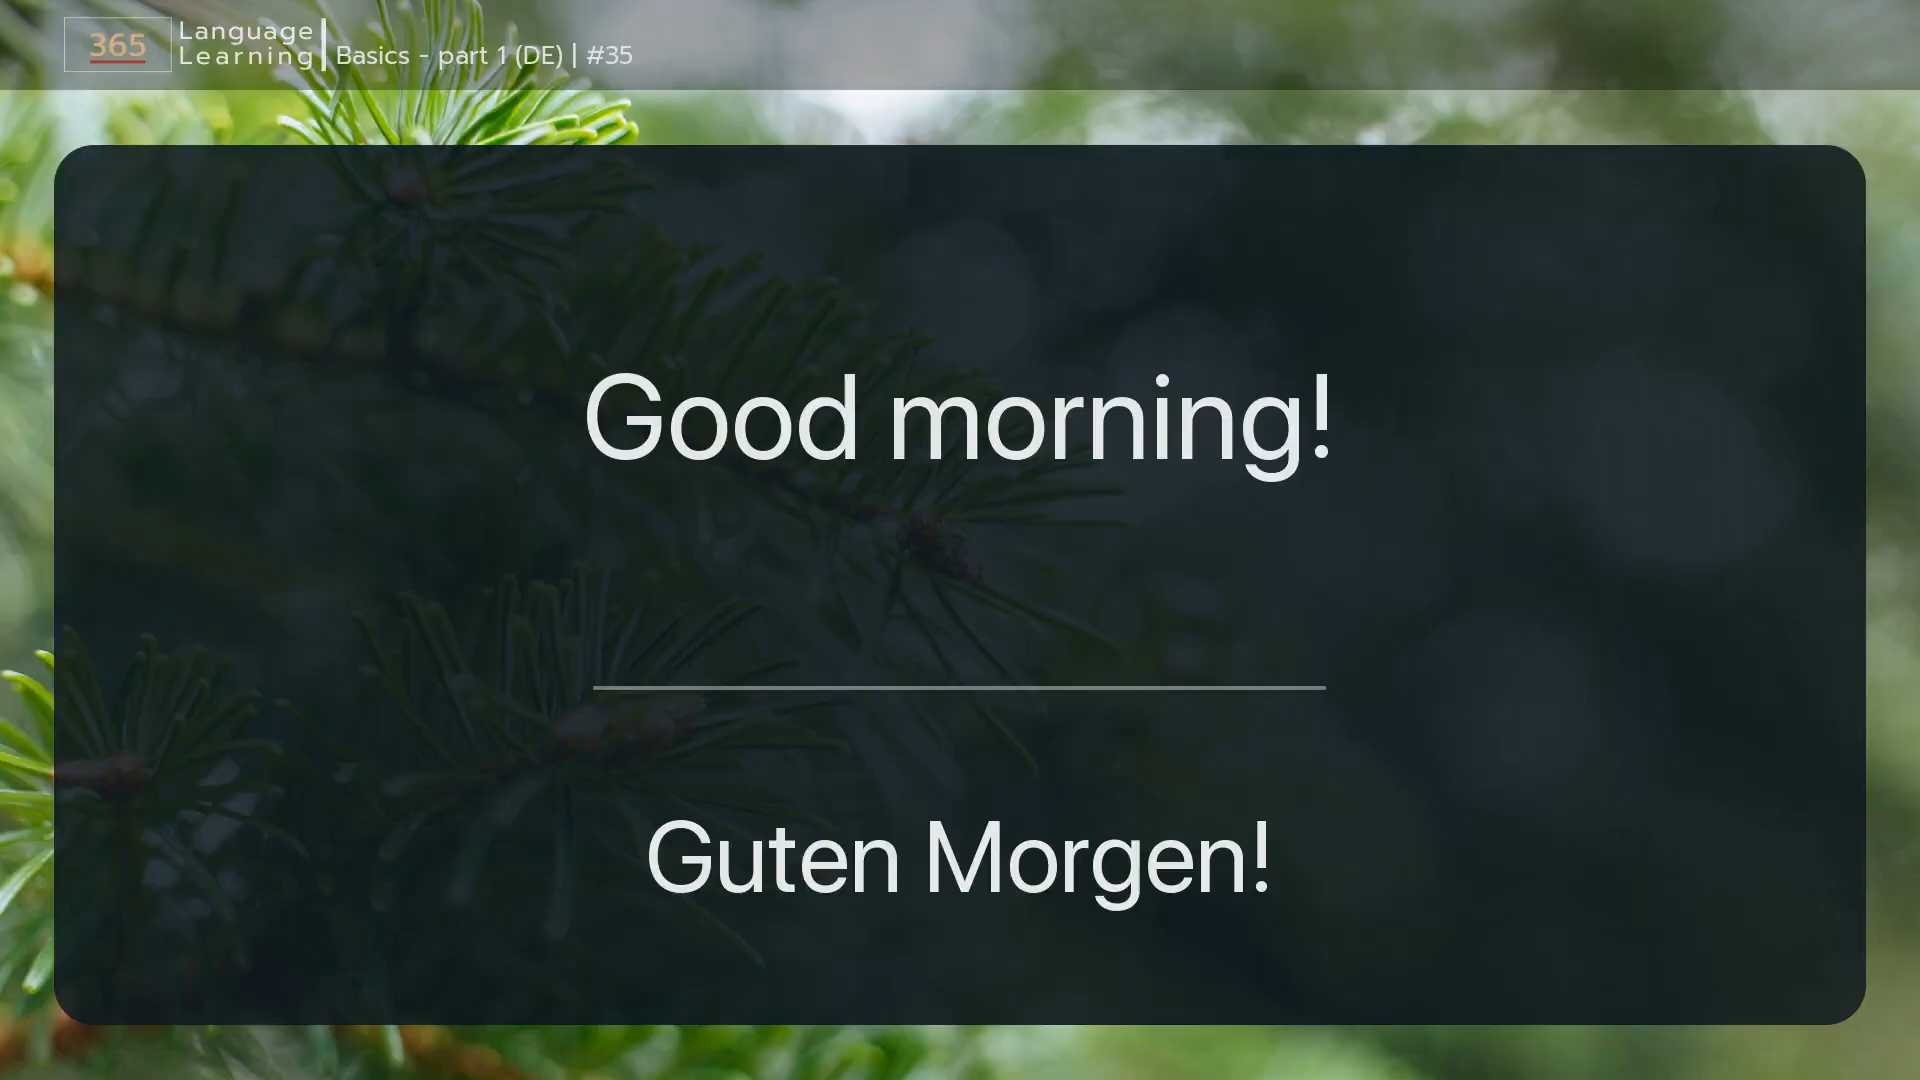 365 Language
Learning
Basics - part 1 (DE) | #35
Good morning!
Guten Morgen!